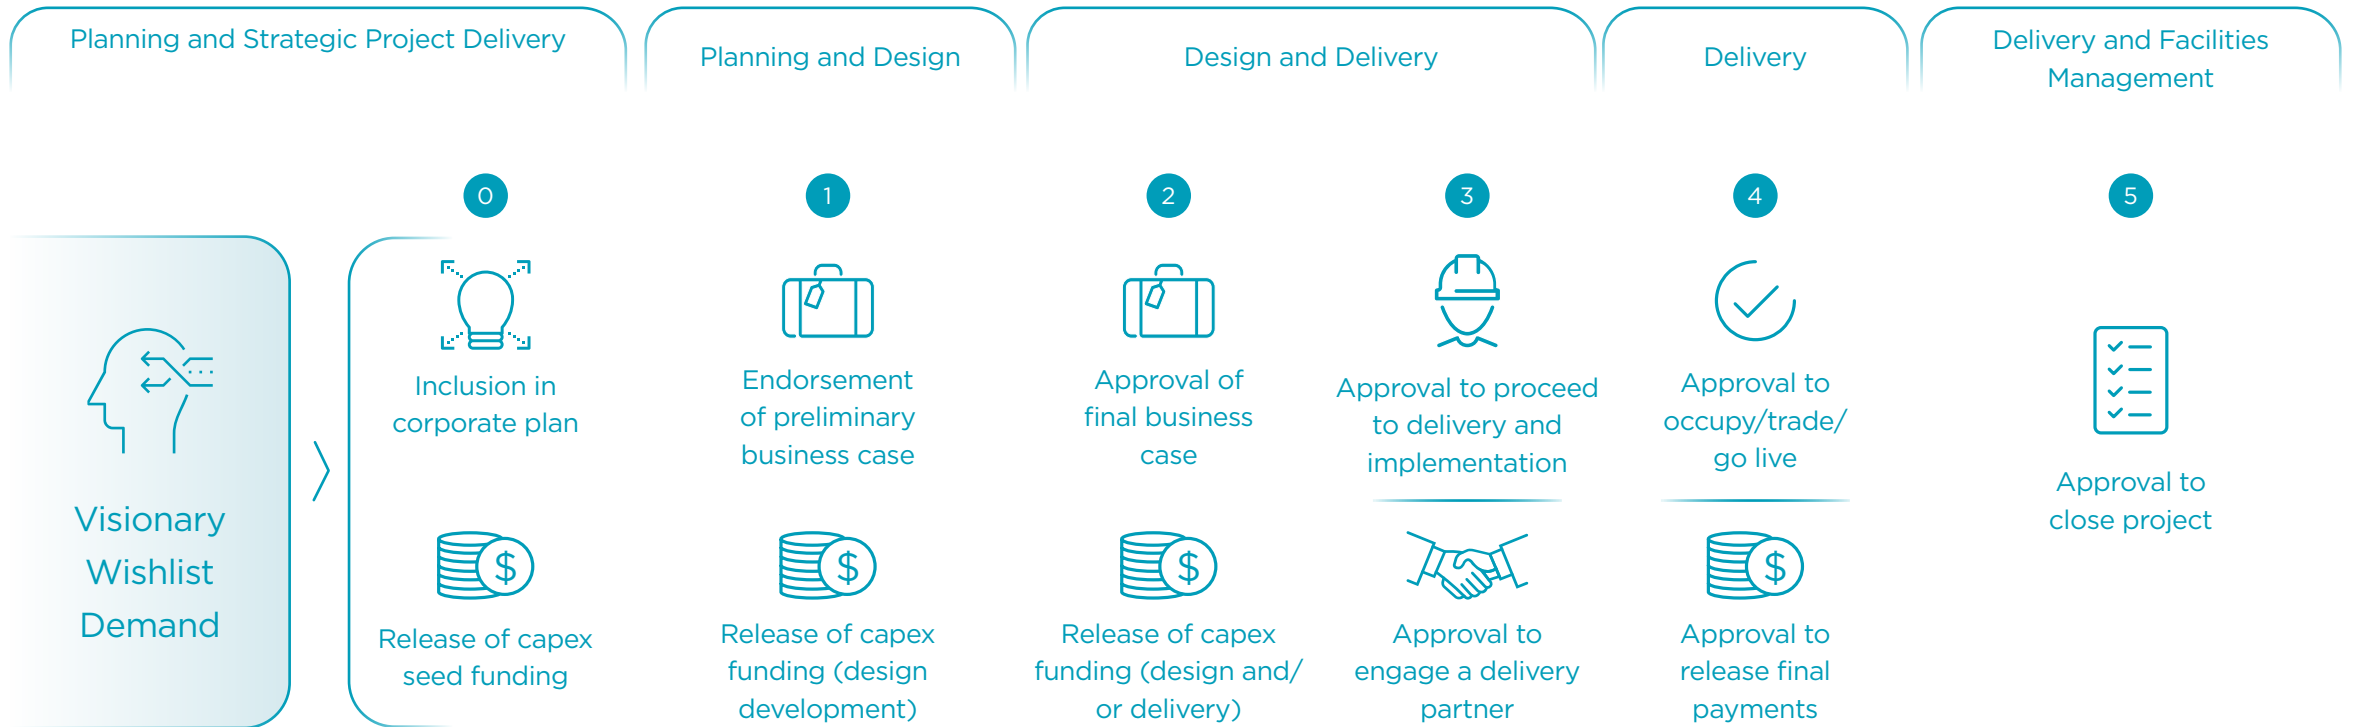 Planning and Strategic Project Delivery
Planning and Design
Design and Delivery
Delivery
Delivery and Facilities
Management
Visionary
Wishlist
Demand
0
Inclusion in
corporate plan
$
Release of capex
seed funding
1
Endorsement
of preliminary
business case
$
Release of capex
funding (design
development)
2
Approval of
final business
case
$
Release of capex
funding (design and/
or delivery)
3
Approval to proceed
to delivery and
implementation
Approval to
engage a delivery
partner
4
Approval to
occupy/trade/
go live
$
Approval to
release final
payments
5
Approval to
close project